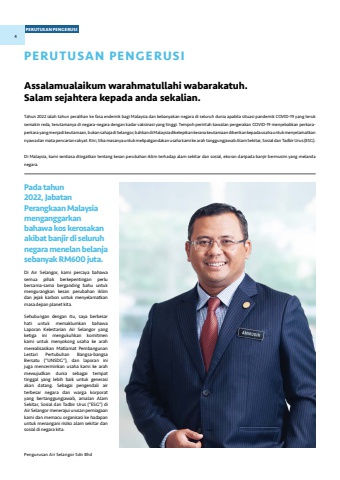 PERUTUSAN PENGERUSI
4
PERUTUSAN PENGERUSI
Assalamualaikum warahmatullahi wabarakatuh.
Salam sejahtera kepada anda sekalian.
Tahun 2022 ialah tahun peralihan ke fasa endemik bagi Malaysia dan kebanyakan negara di seluruh dunia apabila situasi pandemik COVID-19 yang teruk
semakin reda, terutamanya di negara-negara dengan kadar vaksinasi yang tinggi. Tempoh perintah kawalan pergerakan COVID-19 menyebabkan perkara-
perkara yang menjadi keutamaan, bukan sahaja di Selangor, bahkan di Malaysia diketepikan kerana keutamaan diberikan kepada usaha untuk menyelamatkan
nyawa dan mata pencarian rakyat. Kini, tiba masanya untuk melipatgandakan usaha kami ke arah tanggungjawab Alam Sekitar, Sosial dan Tadbir Urus (ESG).
Di Malaysia, kami sentiasa diingatkan tentang kesan perubahan iklim terhadap alam sekitar dan sosial, ekoran daripada banjir bermusim yang melanda
negara.
Pada tahun
2022, Jabatan
Perangkaan Malaysia
menganggarkan
bahawa kos kerosakan
akibat banjir di seluruh
negara menelan belanja
sebanyak RM600 juta.
Di Air Selangor, kami percaya bahawa
semua pihak berkepentingan perlu
bersama-sama berganding bahu untuk
mengurangkan kesan perubahan iklim
dan jejak karbon untuk menyelamatkan
masa depan planet kita.
Sehubungan dengan itu, saya berbesar
hati untuk memaklumkan bahawa
Laporan Kelestarian Air Selangor yang
ketiga ini mengukuhkan komitmen
kami untuk menyokong usaha ke arah
merealisasikan Matlamat Pembangunan
Lestari Pertubuhan Bangsa-bangsa
Bersatu ("UNSDG"), dan laporan ini
juga mencerminkan usaha kami ke arah
mewujudkan dunia sebagai tempat
tinggal yang lebih baik untuk generasi
akan datang. Sebagai pengendali air
terbesar negara dan warga korporat
yang bertanggungjawab, amalan Alam
Sekitar, Sosial dan Tadbir Urus ("ESG") di
Air Selangor menerapi urusan perniagaan
kami dan memacu organisasi ke hadapan
untuk menangani risiko alam sekitar dan
sosial di negara kita.
AMIRUDIN
Pengurusan Air Selangor Sdn Bhd